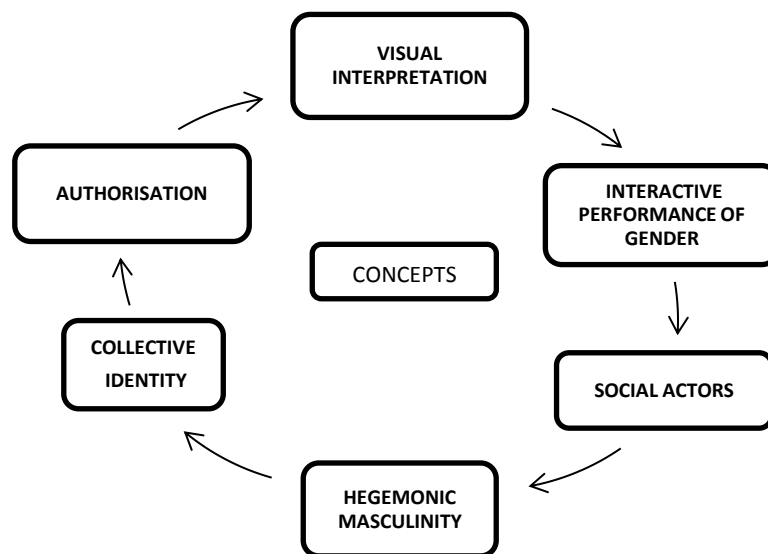 VISUAL
INTERPRETATION
INTERACTIVE
PERFORMANCE OF
GENDER
SOCIAL ACTORS
HEGEMONIC
MASCULINITY
COLLECTIVE
IDENTITY
AUTHORISATION
CONCEPTS